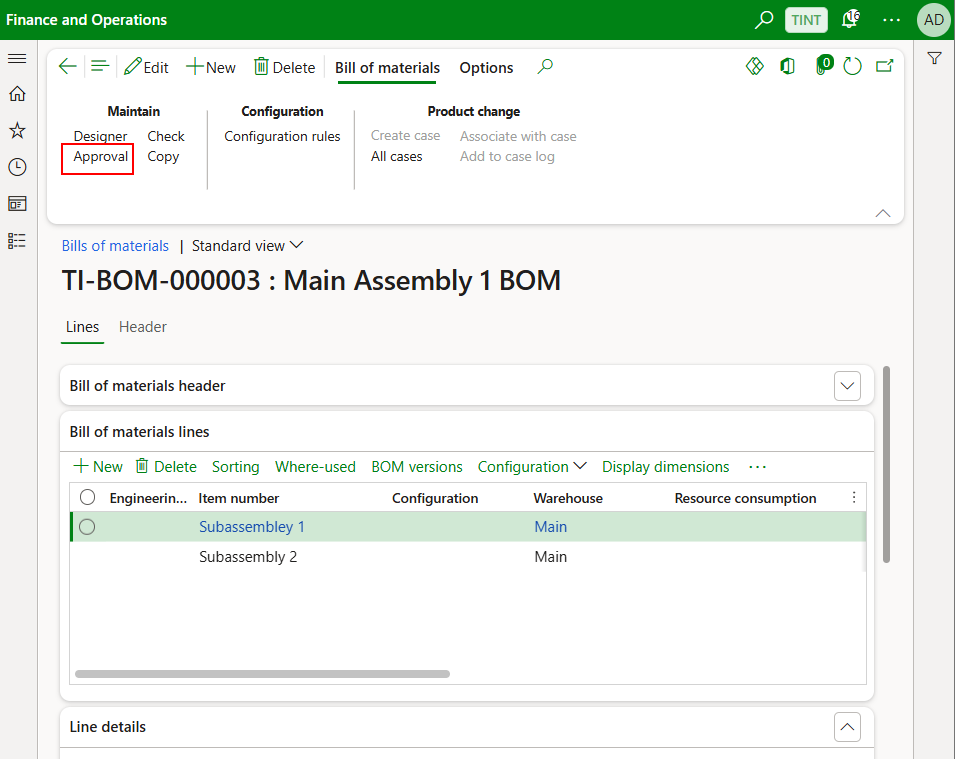 Finance and Operations TINT 16 AD
Edit New Delete Bill of materials Options 0
Maintain Configuration Product change
Designer Check Configuration rules Create case Associate with case
Approval Copy All cases Add to case log
Bills of materials | Standard view
TI-BOM-000003 : Main Assembly 1 BOM
Lines Header
Bill of materials header
Bill of materials lines
New Delete Sorting Where-used BOM versions Configuration Display dimensions ...
Engineerin... Item number Configuration Warehouse Resource consumption
Subassembley 1 Main
Subassembly 2 Main
Line details